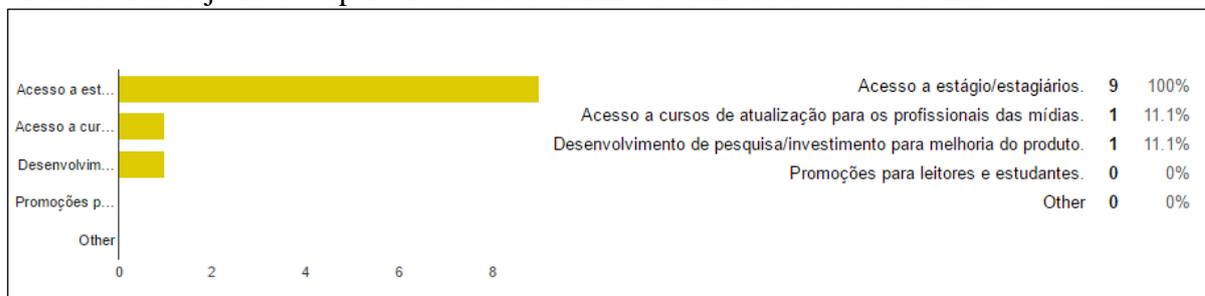 Acesso a est...
Acesso a cur...
Desenvolvim...
Promoções p...
Other
0 2 4 6 8
Acesso a estágio/estagiários. 9 100%
Acesso a cursos de atualização para os profissionais das mídias. 1 11.1%
Desenvolvimento de pesquisa/investimento para melhoria do produto. 1 11.1%
Promoções para leitores e estudantes. 0 0%
Other 0 0%